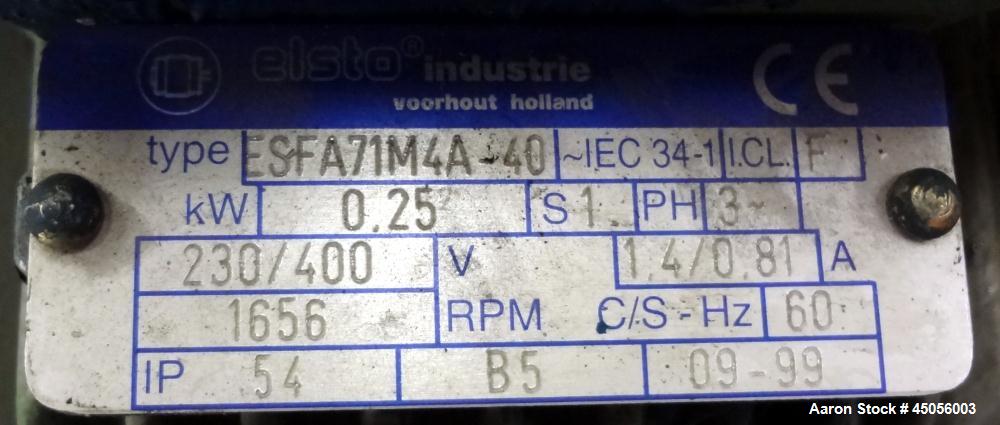 elsto® industrie
voorhout holland
CE
type ESFA71M4A-40 ~IEC 34-1 I.CL. F
kW 0.25 S 1. PH 3~
230/400 V 1.4/0.81 A
1656 RPM C/S - Hz 60
IP 54 B5 09-99
Aaron Stock # 45056003